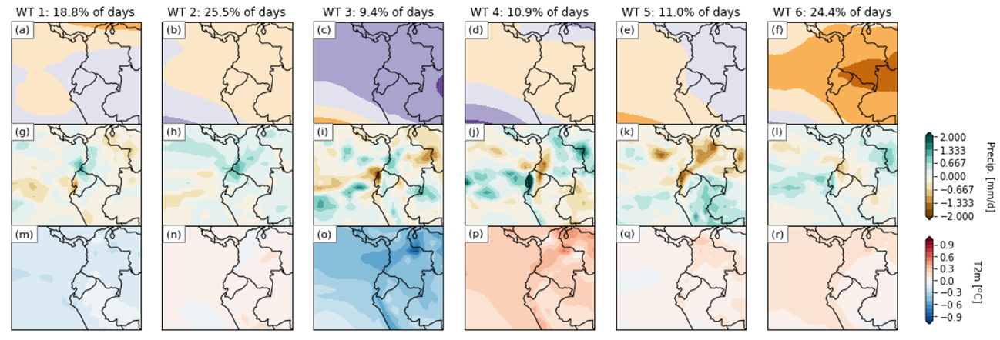 WT 1: 18.8% of days WT 2: 25.5% of days WT 3: 9.4% of days WT 4: 10.9% of days WT 5: 11.0% of days WT 6: 24.4% of days
(a) (b) (c) (d) (e) (f)
(g) (h) (i) (j) (k) (l)
2.000
1.333
0.667
0.000
−0.667
−1.333
−2.000
Precip. [mm/d]
(m) (n) (o) (p) (q) (r)
0.9
0.6
0.3
0.0
−0.3
−0.6
−0.9
T2m [°C]